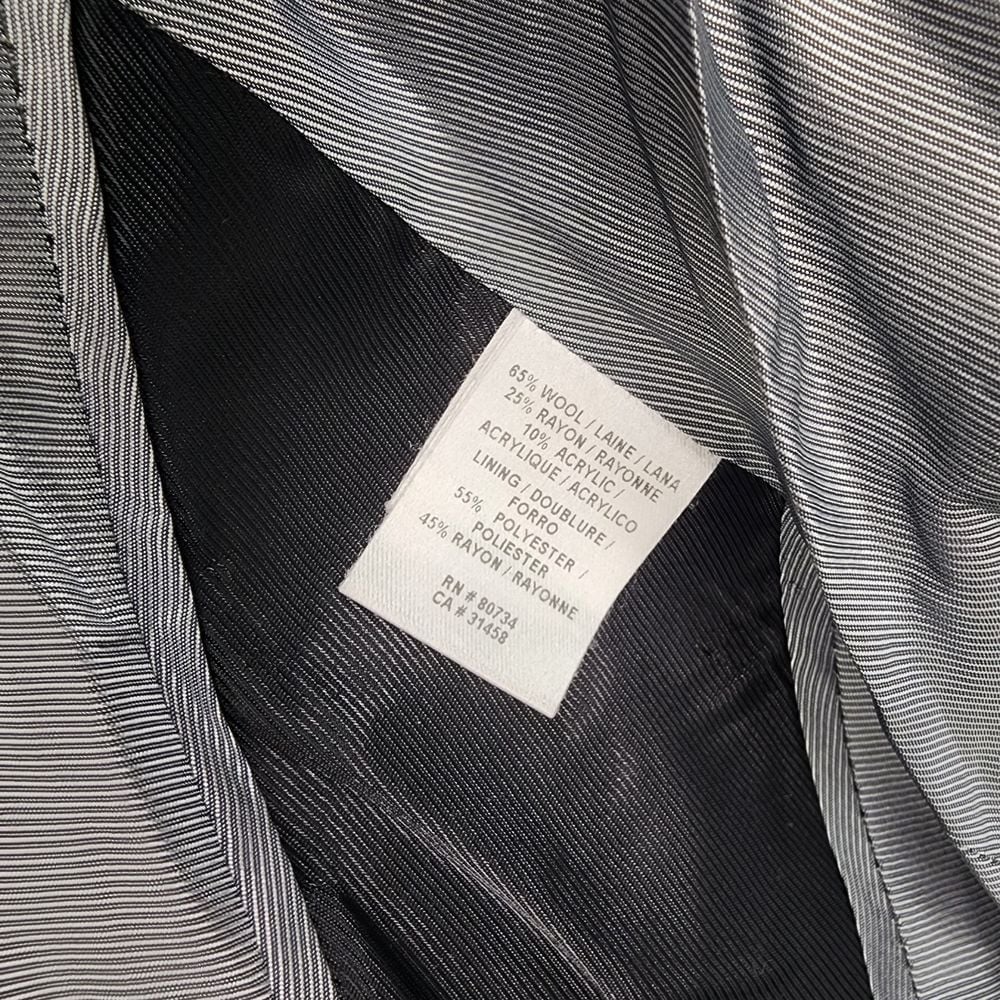 65% WOOL / LAINE / LANA
25% RAYON / RAYONNE
10% ACRYLIC /
ACRYLIQUE / ACRYLICO
LINING / DOUBLURE /
FORRO
55% POLYESTER /
POLIESTER
45% RAYON / RAYONNE
RN # 80734
CA # 31458